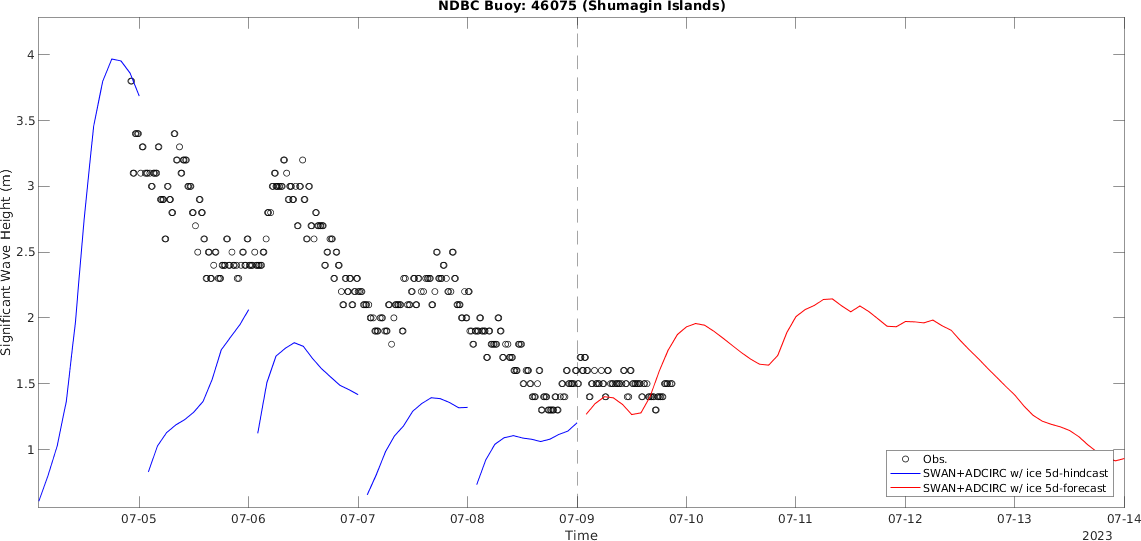 NDBC Buoy: 46075 (Shumagin Islands)
Significant Wave Height (m)
4
3.5
3
2.5
2
1.5
1
Obs.
SWAN+ADCIRC w/ ice 5d-hindcast
SWAN+ADCIRC w/ ice 5d-forecast
07-05 07-06 07-07 07-08 07-09 07-10 07-11 07-12 07-13 07-14
Time
2023